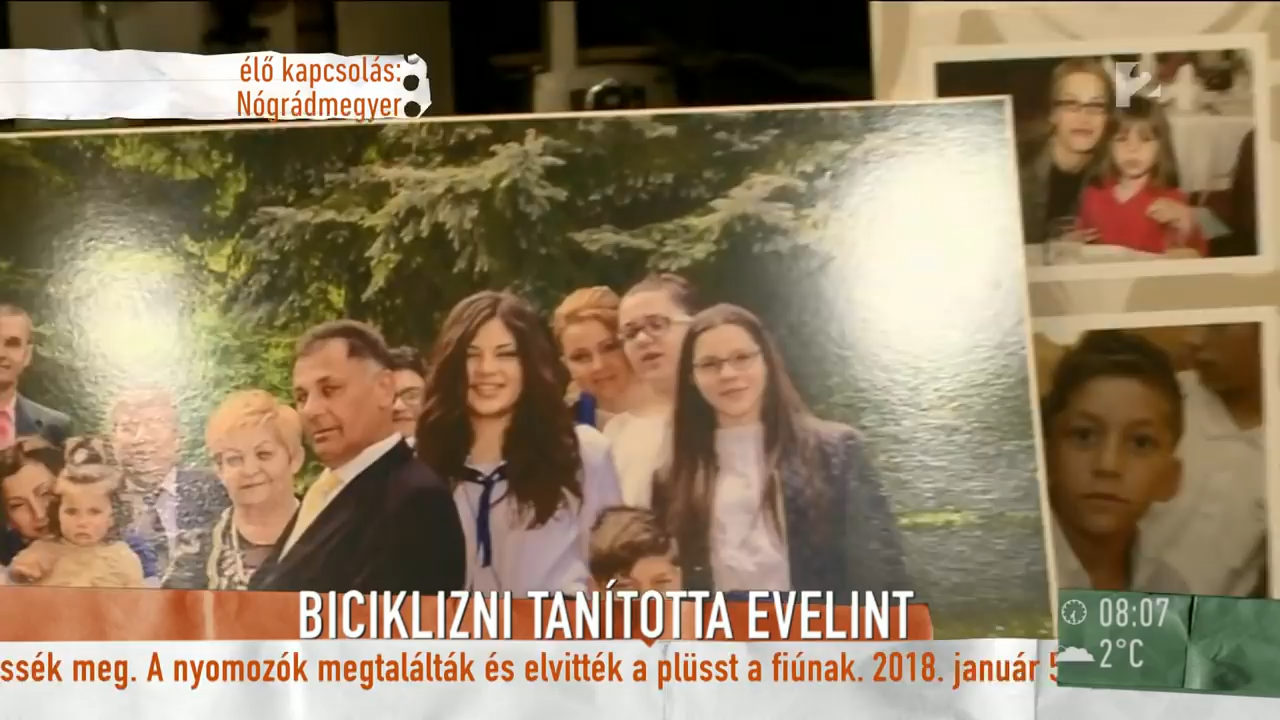 élő kapcsolás:
Nógrádmegyer
2
BICIKLIZNI TANÍTOTTA EVELINT
08:07
ssék meg. A nyomozók megtalálták és elvitték a plüsst a fiúnak. 2018. január 5
2°C